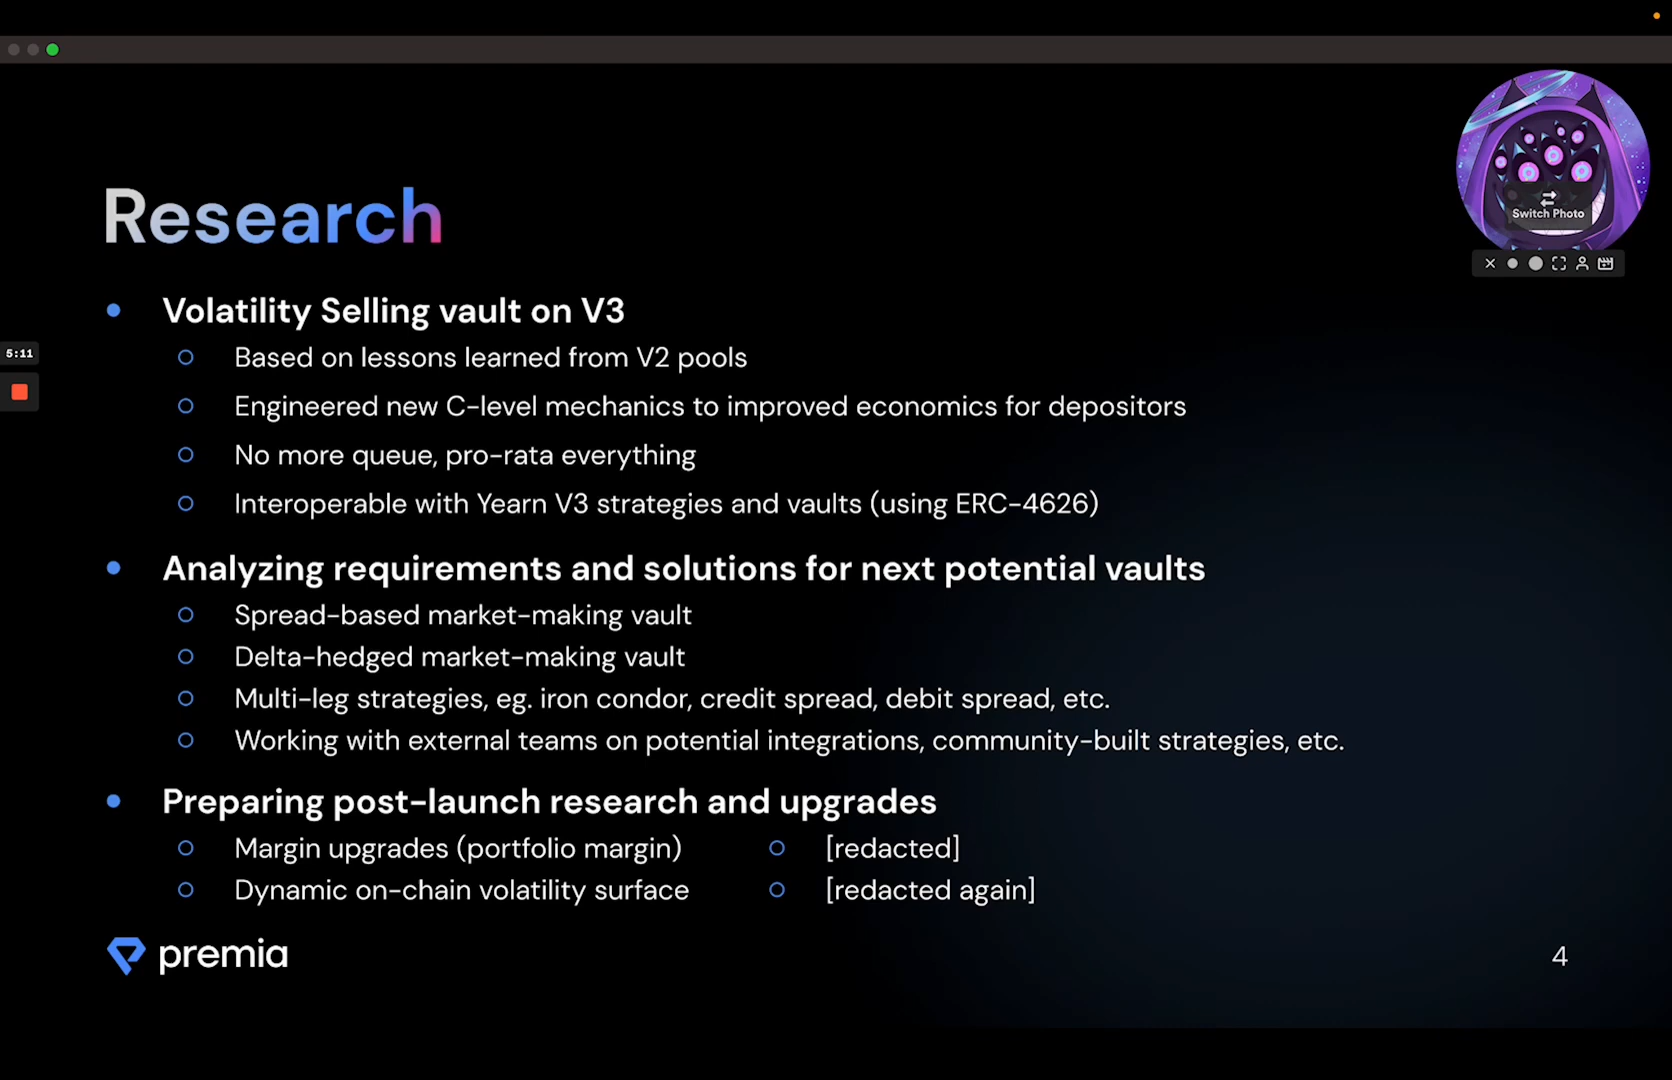 Switch Photo
Research
Volatility Selling vault on V3
5:11
Based on lessons learned from V2 pools
Engineered new C-level mechanics to improved economics for depositors
No more queue, pro-rata everything
Interoperable with Yearn V3 strategies and vaults (using ERC-4626)
Analyzing requirements and solutions for next potential vaults
Spread-based market-making vault
Delta-hedged market-making vault
Multi-leg strategies, eg. iron condor, credit spread, debit spread, etc.
Working with external teams on potential integrations, community-built strategies, etc.
Preparing post-launch research and upgrades
Margin upgrades (portfolio margin)
Dynamic on-chain volatility surface
[redacted]
[redacted again]
premia
4